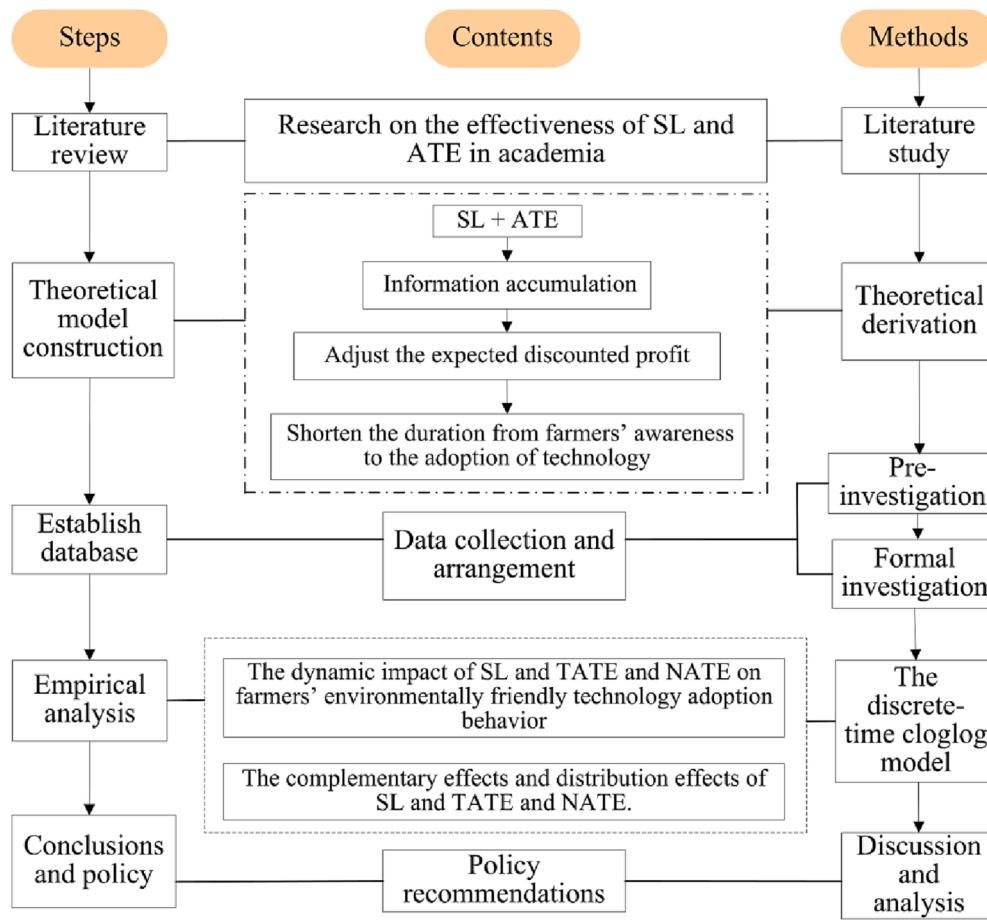 Steps
Contents
Methods
Literature
review
Research on the effectiveness of SL and
ATE in academia
Literature
study
SL + ATE
Information accumulation
Adjust the expected discounted profit
Shorten the duration from farmers’ awareness
to the adoption of technology
Theoretical
model
construction
Theoretical
derivation
Establish
database
Data collection and
arrangement
Pre-
investigation
Formal
investigation
Empirical
analysis
The dynamic impact of SL and TATE and NATE on
farmers’ environmentally friendly technology adoption
behavior
The complementary effects and distribution effects of
SL and TATE and NATE.
The
discrete-
time cloglog
model
Conclusions
and policy
Policy
recommendations
Discussion
and
analysis